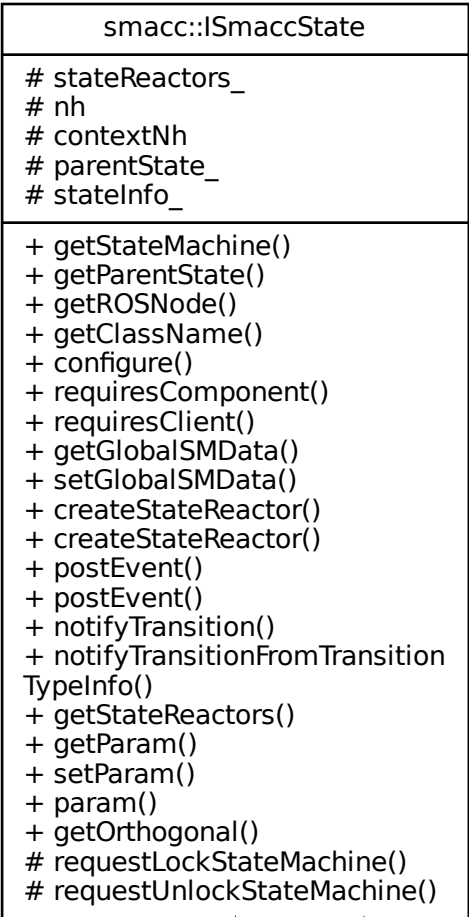 smacc::ISmaccState
# stateReactors_
# nh
# contextNh
# parentState_
# stateInfo_
+ getStateMachine()
+ getParentState()
+ getROSNode()
+ getClassName()
+ configure()
+ requiresComponent()
+ requiresClient()
+ getGlobalSMData()
+ setGlobalSMData()
+ createStateReactor()
+ createStateReactor()
+ postEvent()
+ postEvent()
+ notifyTransition()
+ notifyTransitionFromTransition
TypeInfo()
+ getStateReactors()
+ getParam()
+ setParam()
+ param()
+ getOrthogonal()
# requestLockStateMachine()
# requestUnlockStateMachine()